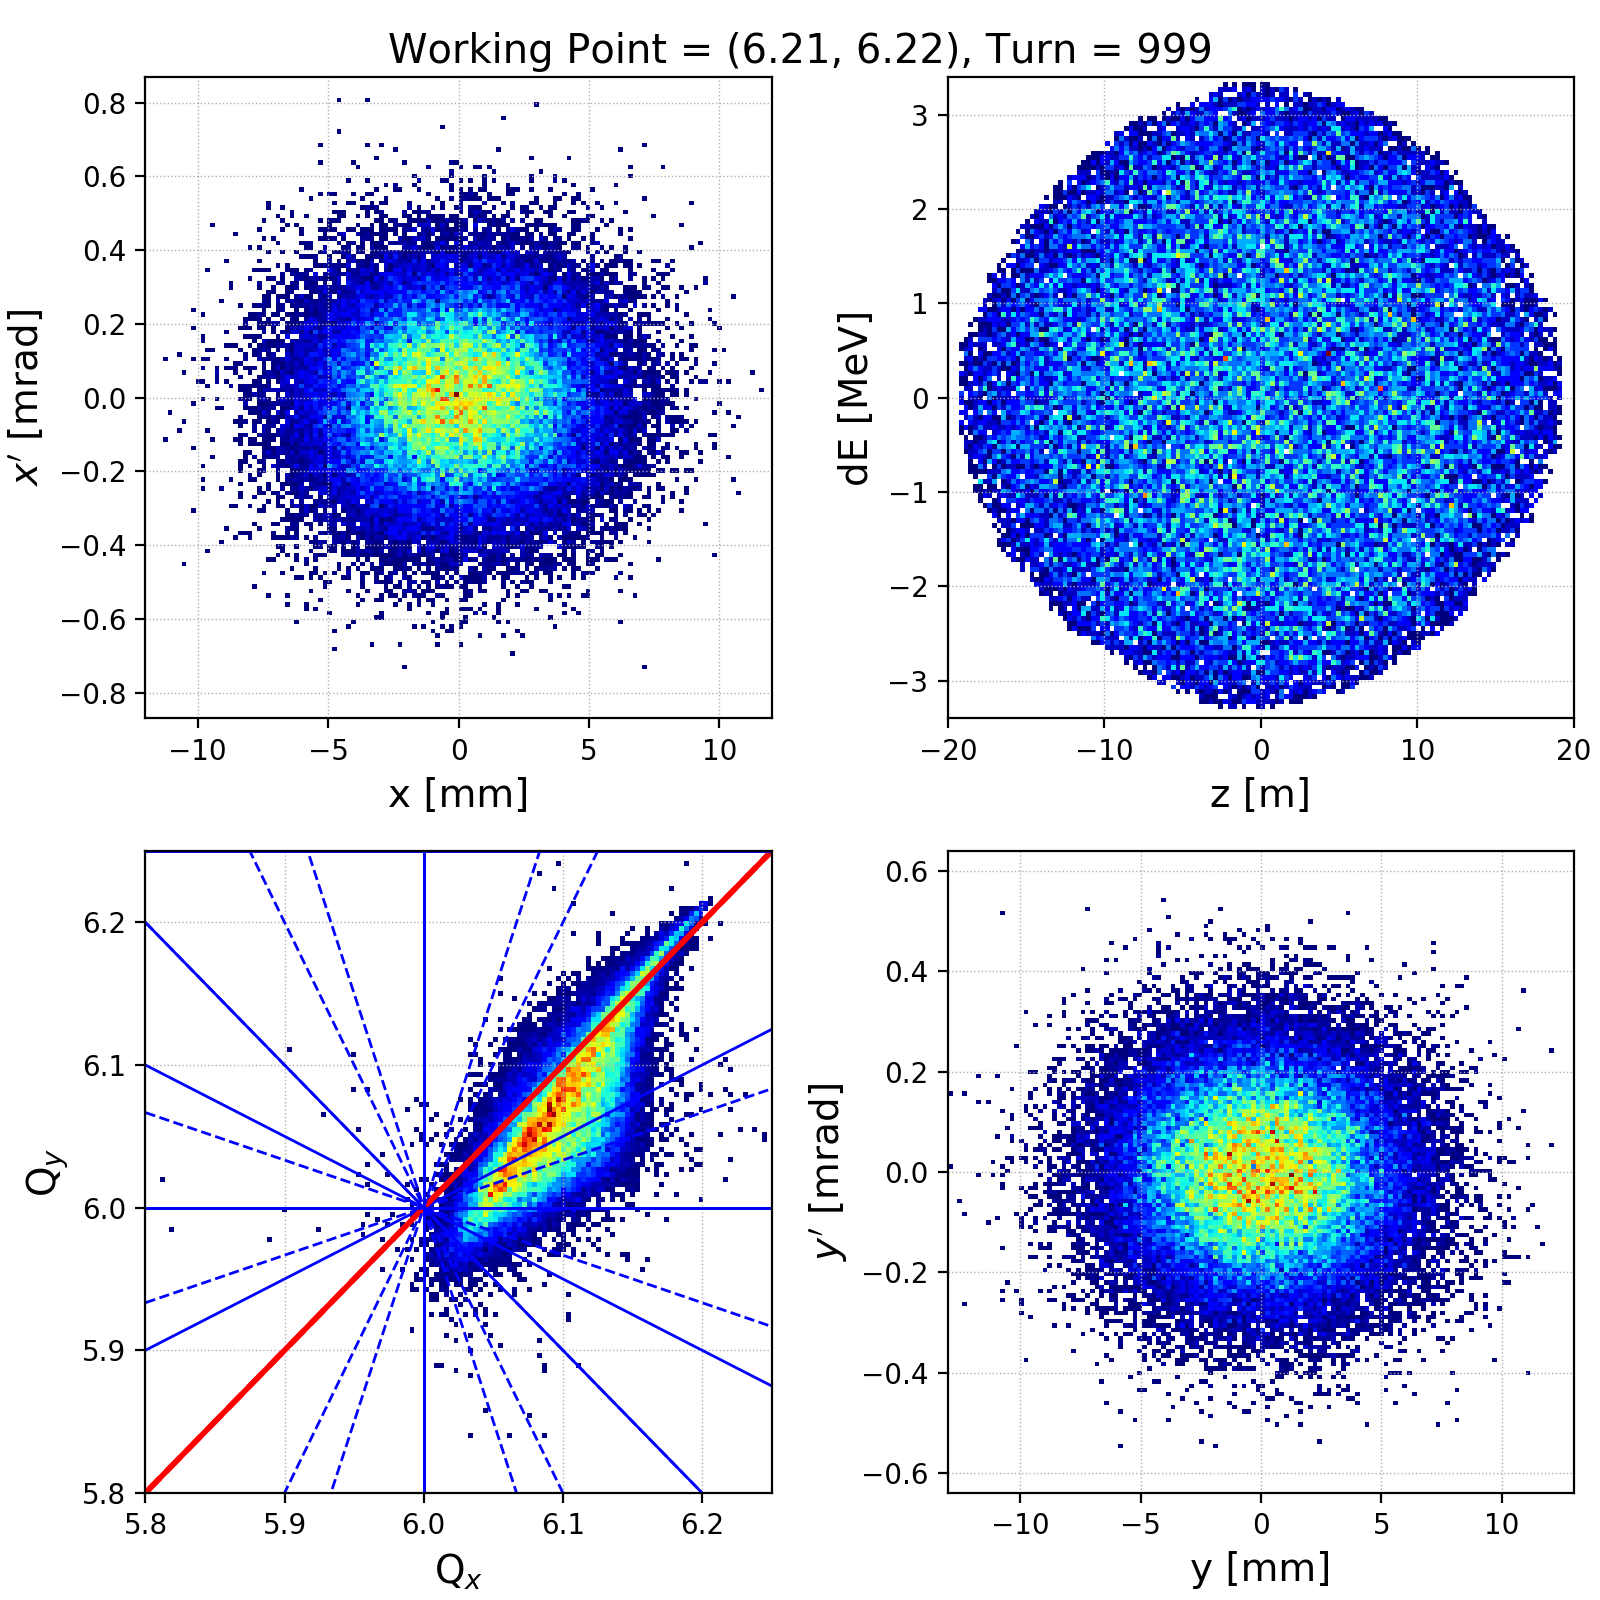 Working Point = (6.21, 6.22), Turn = 999
0.8
0.6
0.4
0.2
0.0
−0.2
−0.4
−0.6
−0.8
x′ [mrad]
−10 −5 0 5 10
x [mm]
3
2
1
0
−1
−2
−3
dE [MeV]
−20 −10 0 10 20
z [m]
6.2
6.1
6.0
5.9
5.8
Qy
5.8 5.9 6.0 6.1 6.2
Qx
0.6
0.4
0.2
0.0
−0.2
−0.4
−0.6
y′ [mrad]
−10 −5 0 5 10
y [mm]